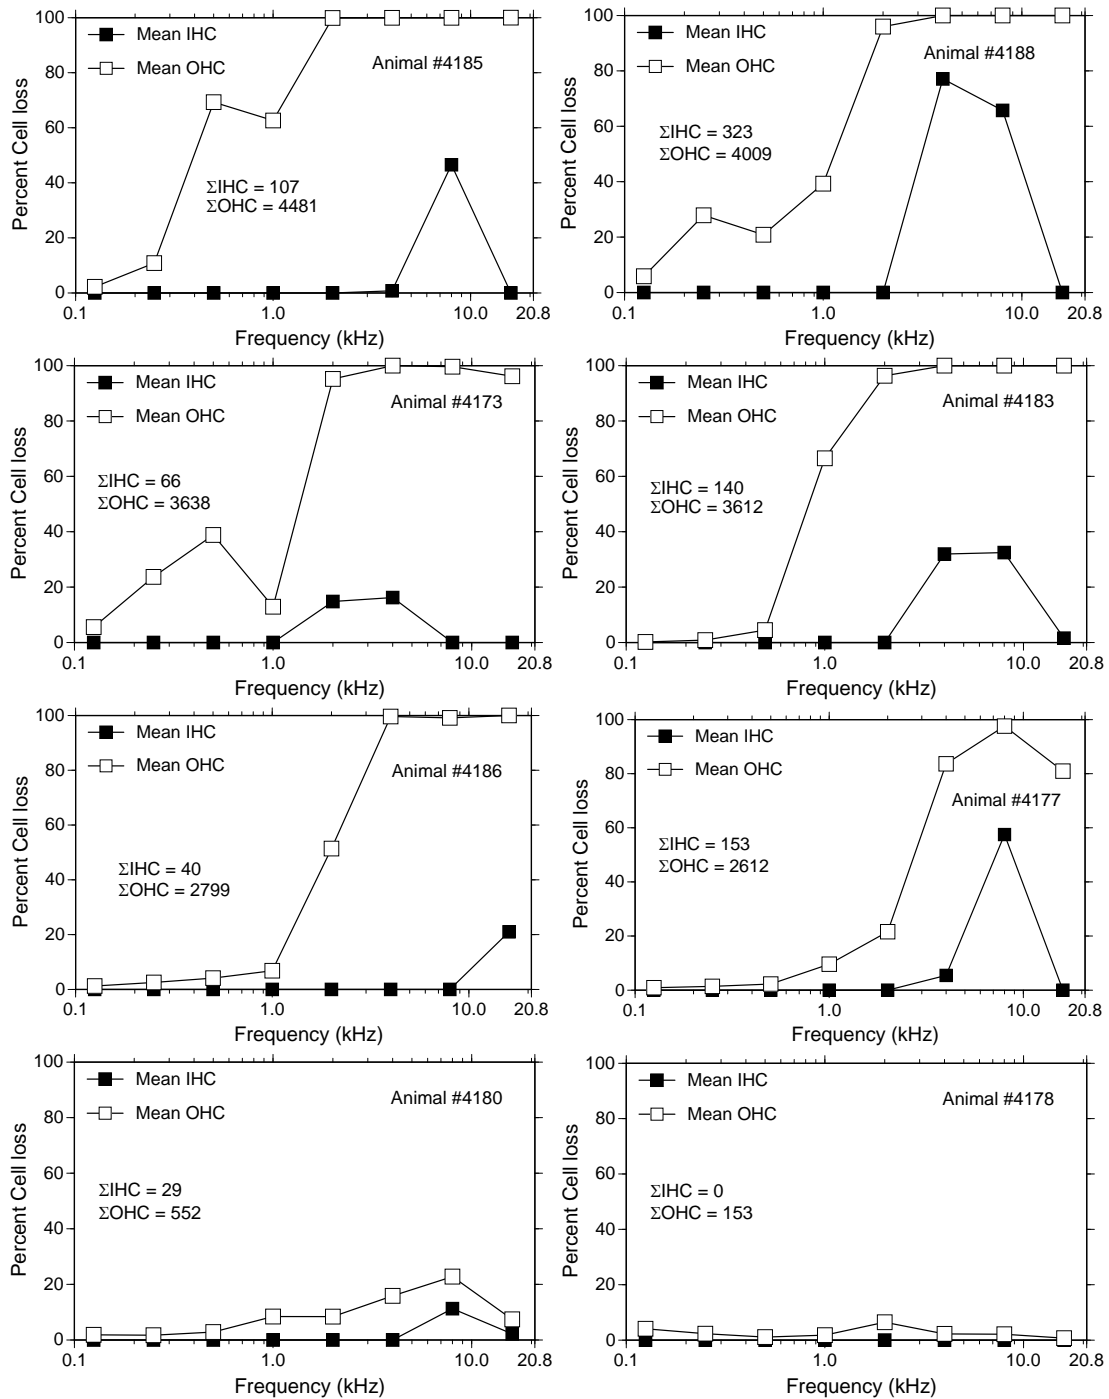 Percent Cell loss
100
80
60
40
20
0
Mean IHC
Mean OHC
Animal #4185
ΣIHC = 107
ΣOHC = 4481
0.1
1.0
10.0
20.8
Frequency (kHz)
Percent Cell loss
100
80
60
40
20
0
Mean IHC
Mean OHC
Animal #4188
ΣIHC = 323
ΣOHC = 4009
0.1
1.0
10.0
20.8
Frequency (kHz)
Percent Cell loss
100
80
60
40
20
0
Mean IHC
Mean OHC
Animal #4173
ΣIHC = 66
ΣOHC = 3638
0.1
1.0
10.0
20.8
Frequency (kHz)
Percent Cell loss
100
80
60
40
20
0
Mean IHC
Mean OHC
Animal #4183
ΣIHC = 140
ΣOHC = 3612
0.1
1.0
10.0
20.8
Frequency (kHz)
Percent Cell loss
100
80
60
40
20
0
Mean IHC
Mean OHC
Animal #4186
ΣIHC = 40
ΣOHC = 2799
0.1
1.0
10.0
20.8
Frequency (kHz)
Percent Cell loss
100
80
60
40
20
0
Mean IHC
Mean OHC
Animal #4177
ΣIHC = 153
ΣOHC = 2612
0.1
1.0
10.0
20.8
Frequency (kHz)
Percent Cell loss
100
80
60
40
20
0
Mean IHC
Mean OHC
Animal #4180
ΣIHC = 29
ΣOHC = 552
0.1
1.0
10.0
20.8
Frequency (kHz)
Percent Cell loss
100
80
60
40
20
0
Mean IHC
Mean OHC
Animal #4178
ΣIHC = 0
ΣOHC = 153
0.1
1.0
10.0
20.8
Frequency (kHz)